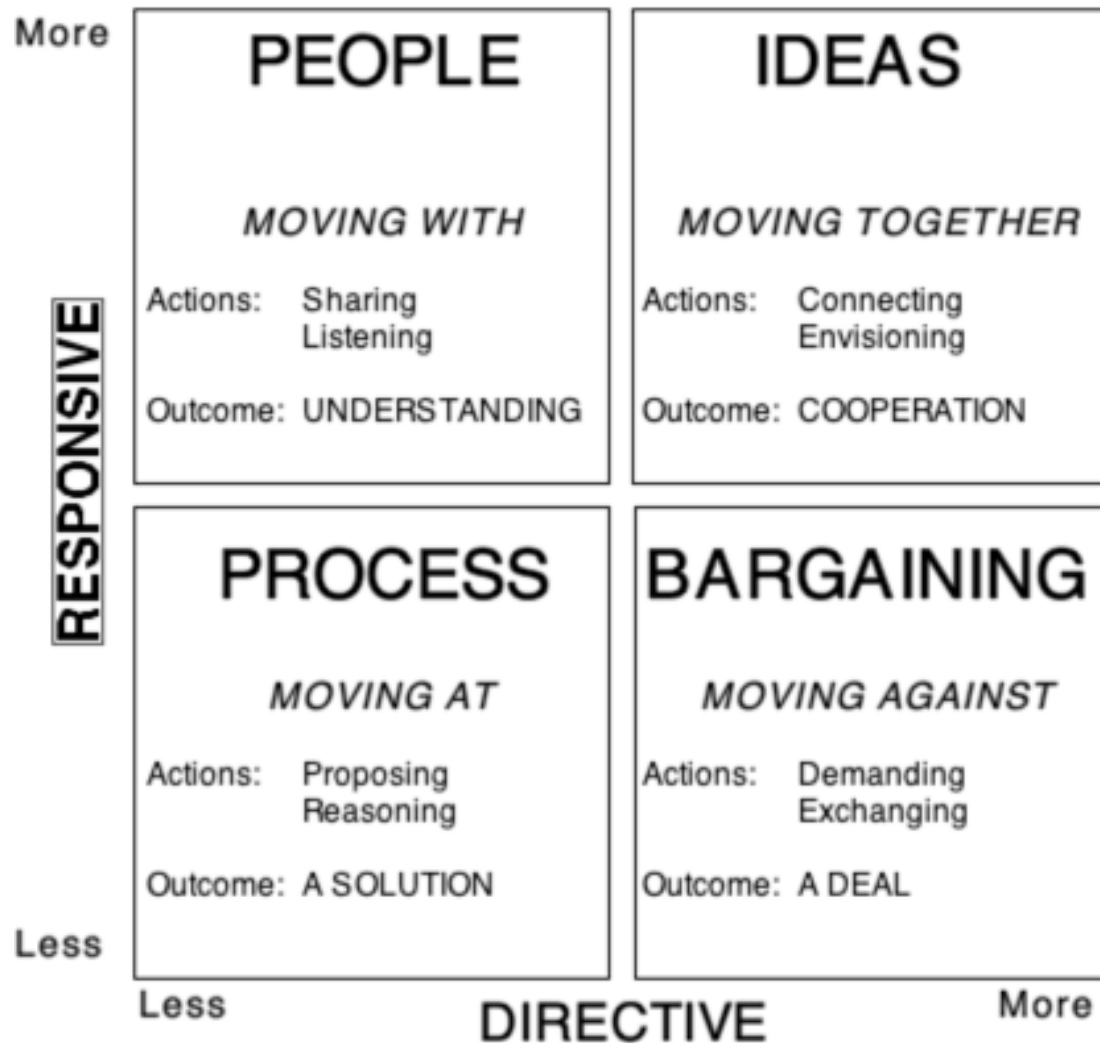 More
PEOPLE
MOVING WITH
Actions: Sharing
Listening
Outcome: UNDERSTANDING
IDEAS
MOVING TOGETHER
Actions: Connecting
Envisioning
Outcome: COOPERATION
RESPONSIVE
PROCESS
MOVING AT
Actions: Proposing
Reasoning
Outcome: A SOLUTION
BARGAINING
MOVING AGAINST
Actions: Demanding
Exchanging
Outcome: A DEAL
Less
Less
DIRECTIVE
More